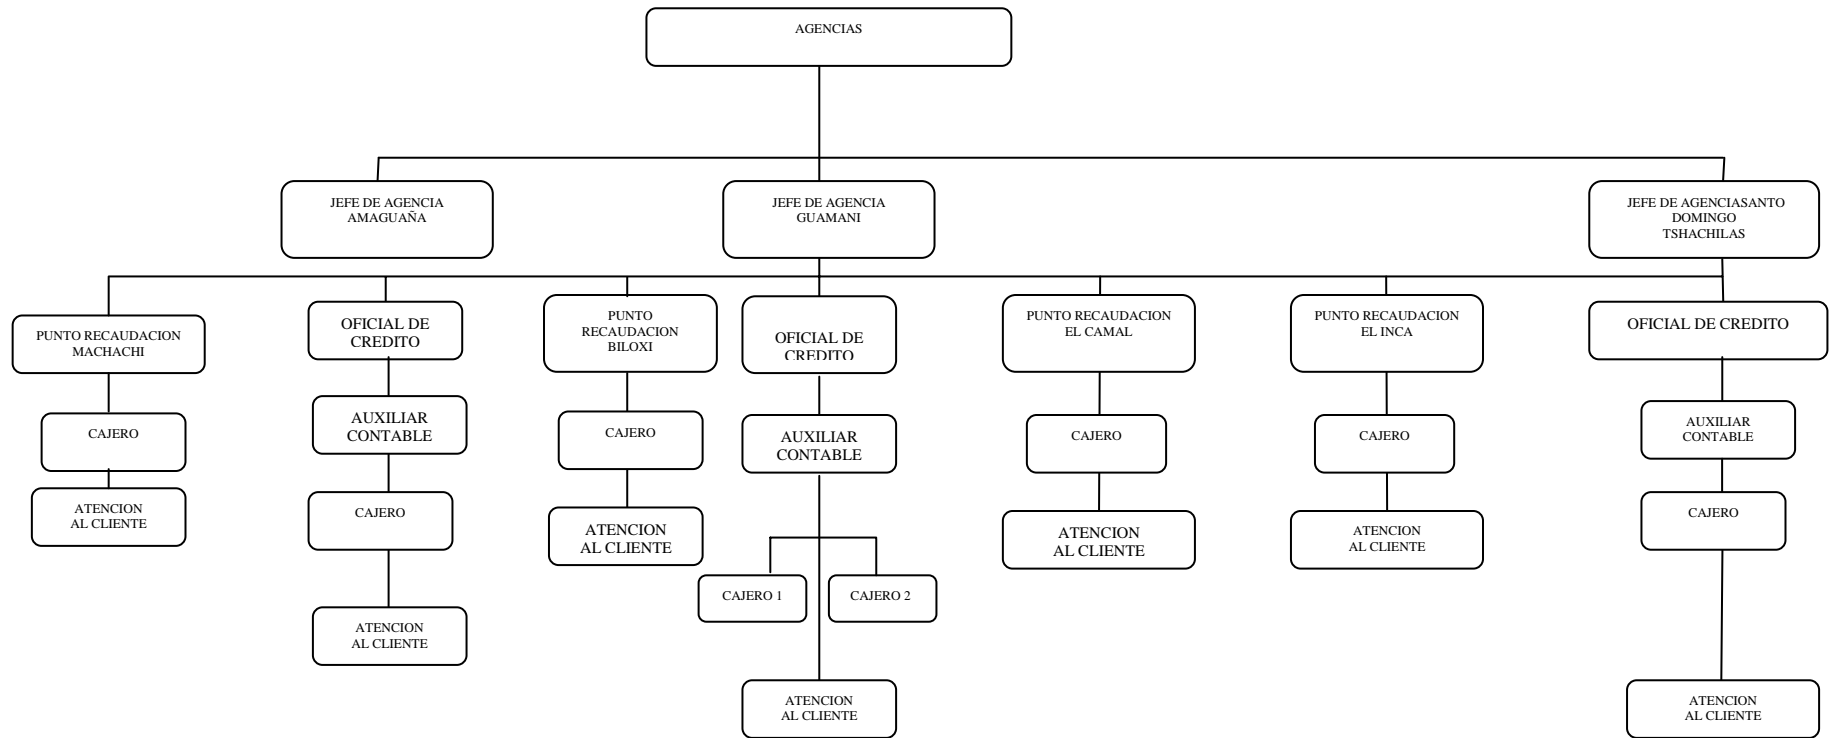 AGENCIAS
JEFE DE AGENCIA
AMAGUAÑA
JEFE DE AGENCIA
GUAMANI
JEFE DE AGENCIASANTO
DOMINGO
TSHACHILAS
PUNTO RECAUDACION
MACHACHI
OFICIAL DE
CREDITO
PUNTO
RECAUDACION
BILOXI
OFICIAL DE
CREDITO
PUNTO RECAUDACION
EL CAMAL
PUNTO RECAUDACION
EL INCA
OFICIAL DE CREDITO
CAJERO
AUXILIAR
CONTABLE
CAJERO
AUXILIAR
CONTABLE
CAJERO
CAJERO
AUXILIAR
CONTABLE
ATENCION
AL CLIENTE
CAJERO
ATENCION
AL CLIENTE
ATENCION
AL CLIENTE
ATENCION
AL CLIENTE
CAJERO
CAJERO 1
CAJERO 2
ATENCION
AL CLIENTE
ATENCION
AL CLIENTE
ATENCION
AL CLIENTE